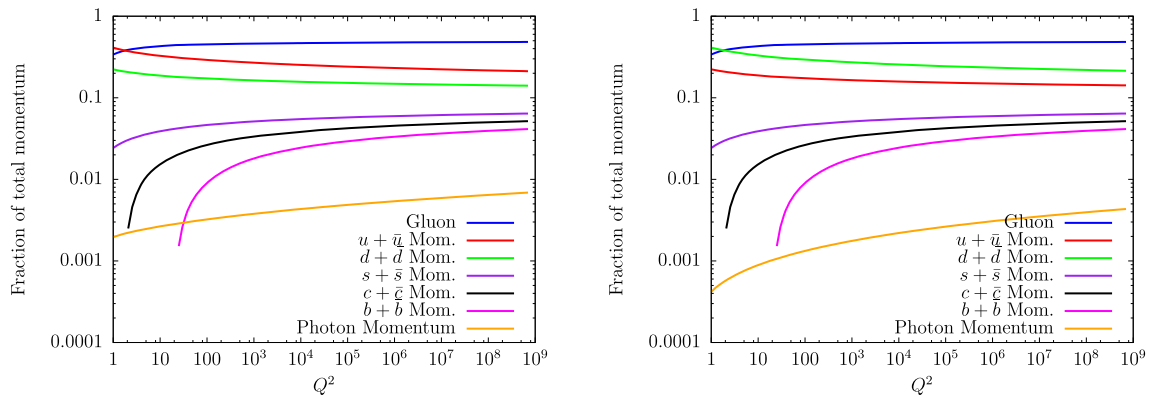 1
0.1
0.01
0.001
0.0001
Fraction of total momentum
Gluon
u + ū Mom.
d + d̄ Mom.
s + s̄ Mom.
c + c̄ Mom.
b + b̄ Mom.
Photon Momentum
1 10 100 10³ 10⁴ 10⁵ 10⁶ 10⁷ 10⁸ 10⁹
Q²
1
0.1
0.01
0.001
0.0001
Fraction of total momentum
Gluon
u + ū Mom.
d + d̄ Mom.
s + s̄ Mom.
c + c̄ Mom.
b + b̄ Mom.
Photon Momentum
1 10 100 10³ 10⁴ 10⁵ 10⁶ 10⁷ 10⁸ 10⁹
Q²